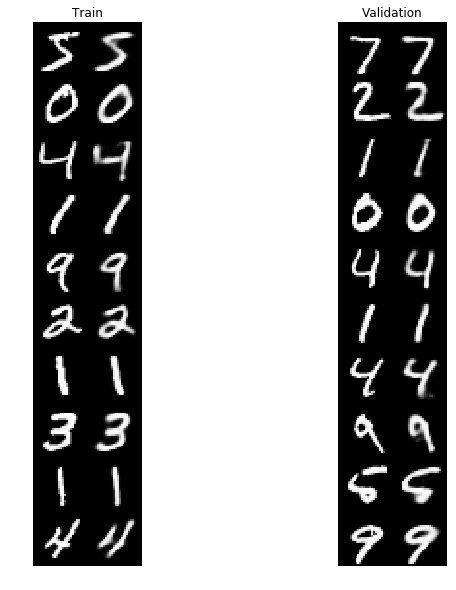 Train Validation
5 5 7 7
0 0 2 2
4 4 1 1
1 1 0 0
9 9 4 4
2 2 1 1
1 1 4 4
3 3 9 9
1 1 5 5
4 4 9 9